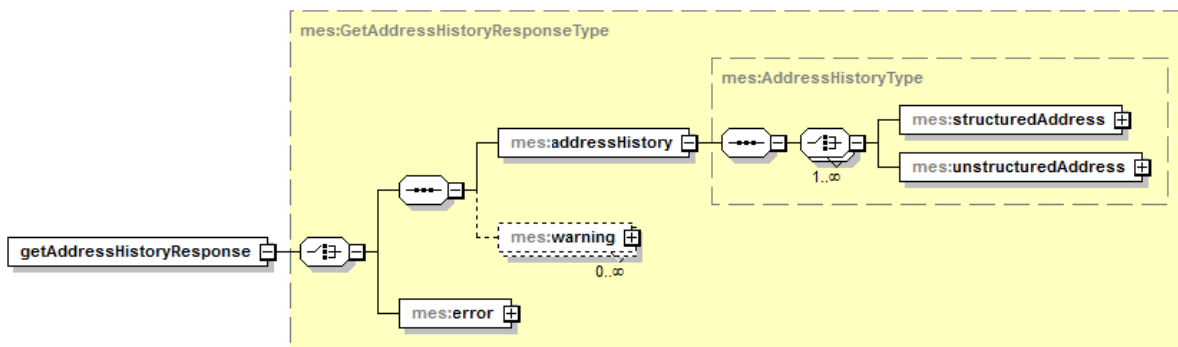 mes:GetAddressHistoryResponseType
mes:AddressHistoryType
mes:structuredAddress
mes:addressHistory
mes:unstructuredAddress
1..∞
mes:warning
getAddressHistoryResponse
0..∞
mes:error